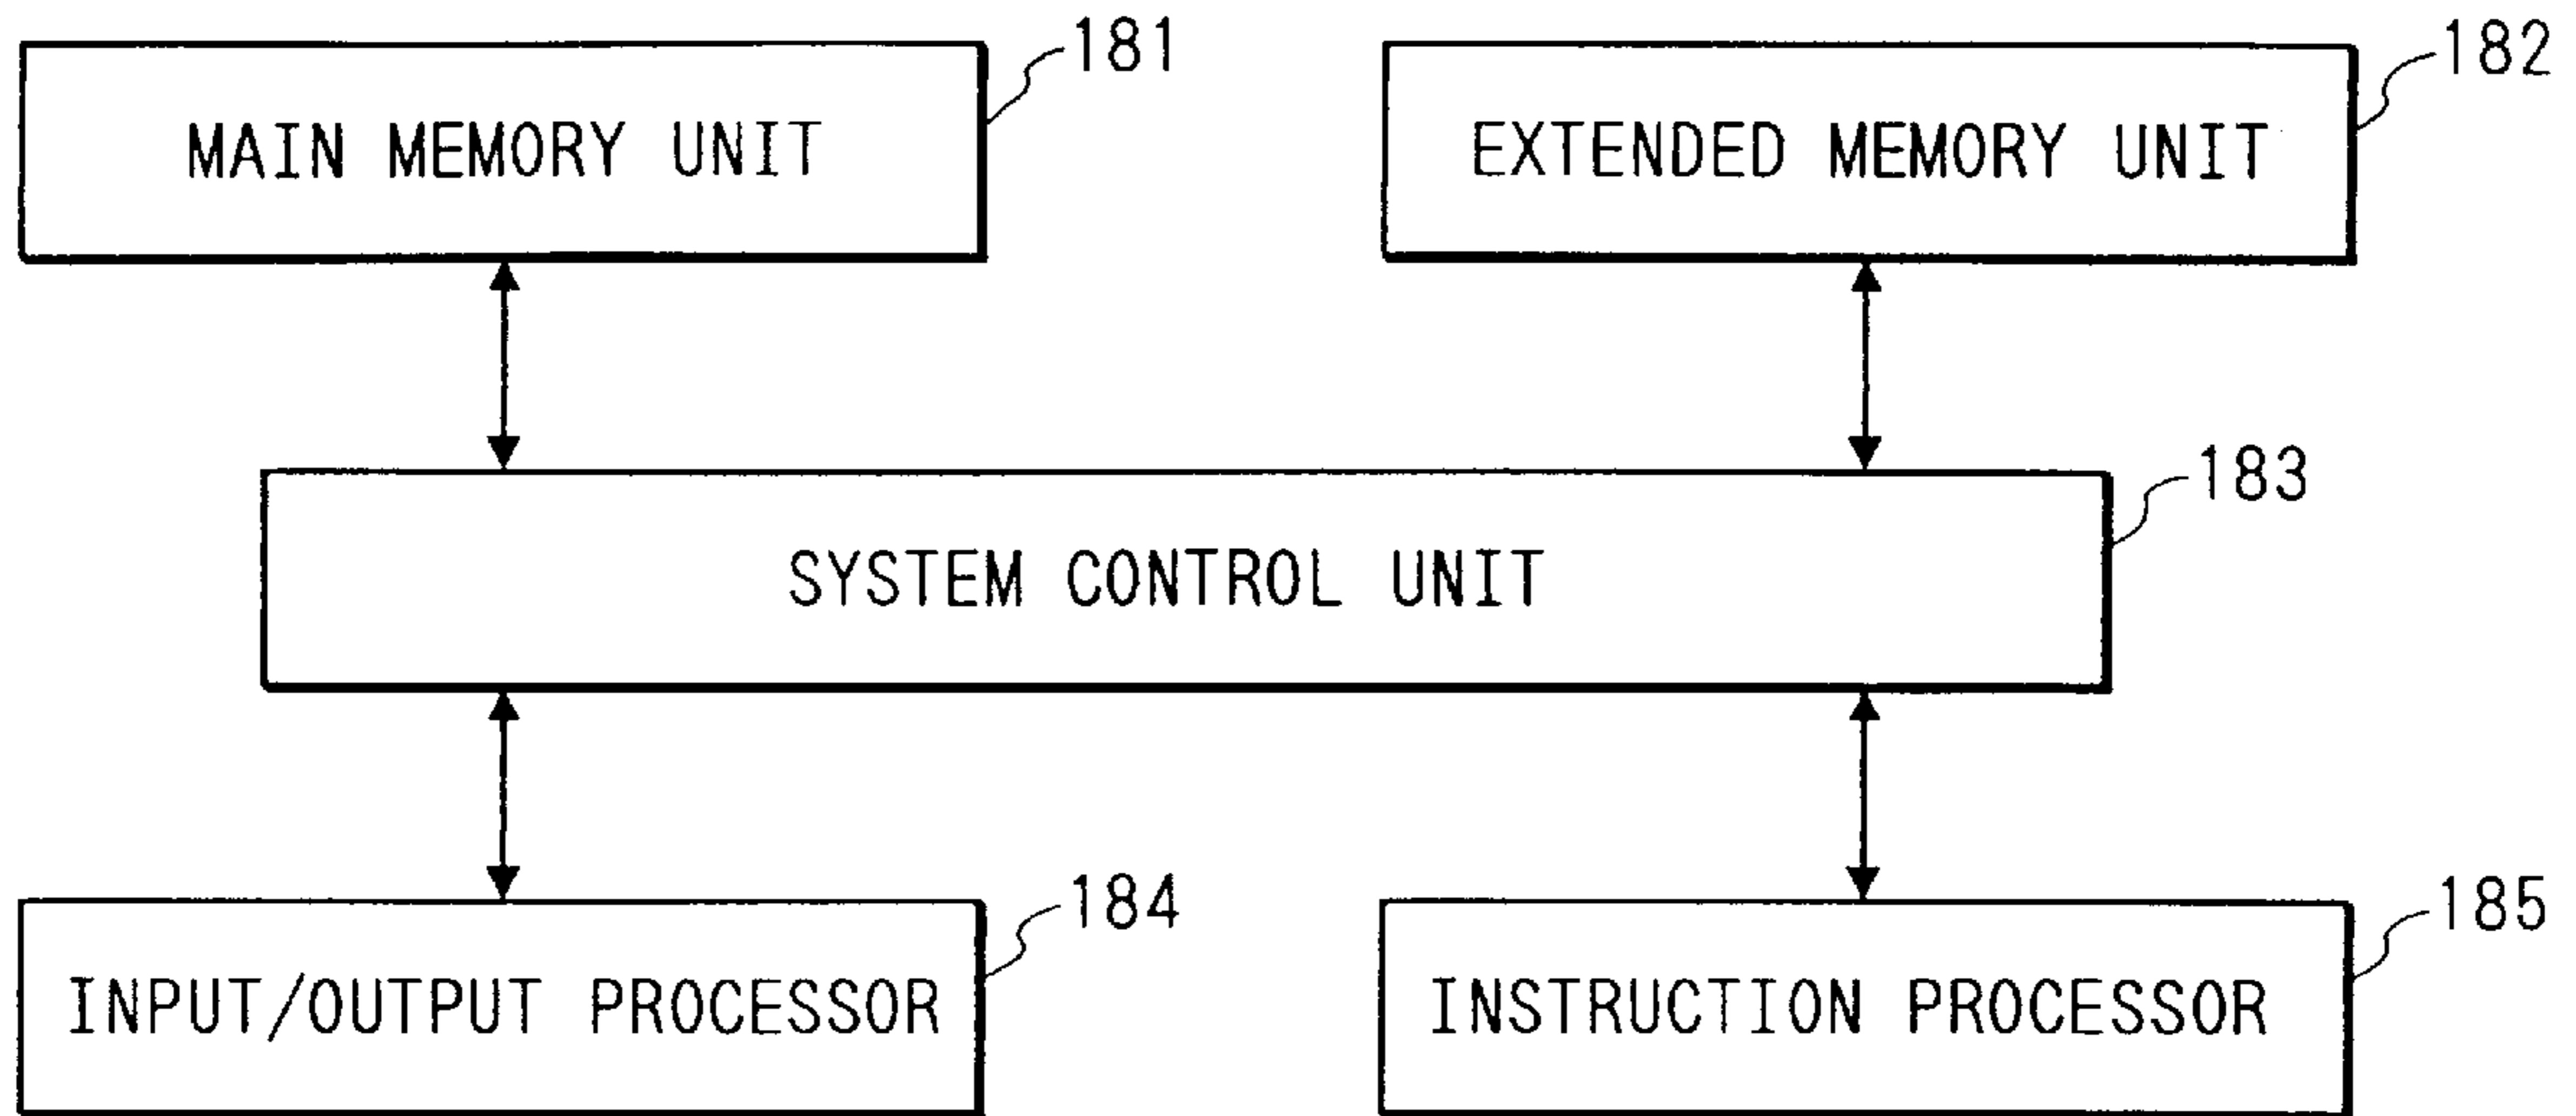 181
MAIN MEMORY UNIT
182
EXTENDED MEMORY UNIT
183
SYSTEM CONTROL UNIT
184
INPUT/OUTPUT PROCESSOR
185
INSTRUCTION PROCESSOR